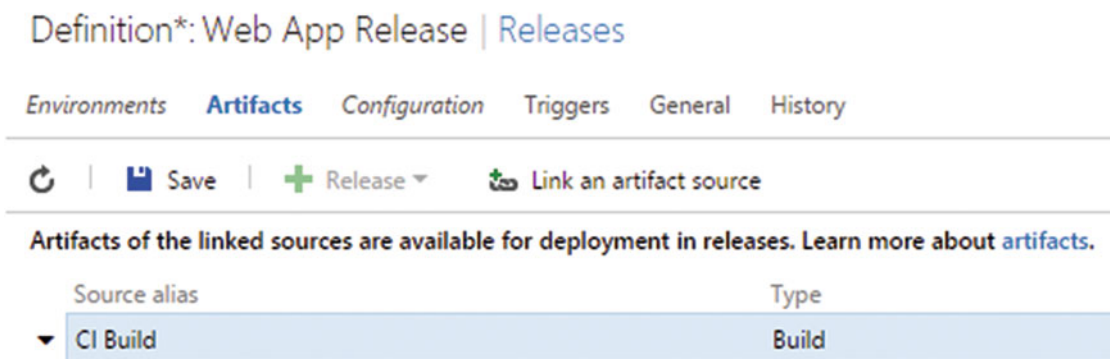 Definition*: Web App Release | Releases
Environments Artifacts Configuration Triggers General History
Save Release Link an artifact source
Artifacts of the linked sources are available for deployment in releases. Learn more about artifacts.
Source alias Type
CI Build Build